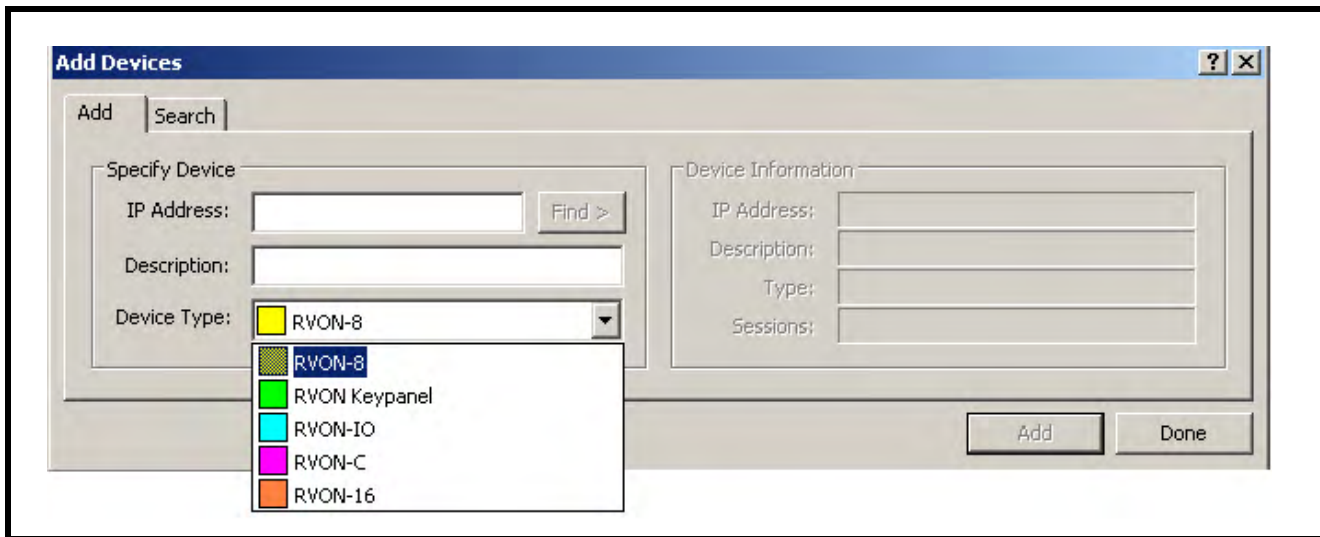 Add Devices
Add
Search
Specify Device
IP Address:
Find >
Description:
Device Type:
RVON-8
RVON-8
RVON Keypanel
RVON-IO
RVON-C
RVON-16
Device Information
IP Address:
Description:
Type:
Sessions:
Add
Done